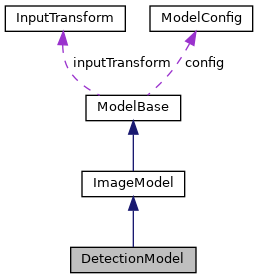 InputTransform
ModelConfig
inputTransform
config
ModelBase
ImageModel
DetectionModel